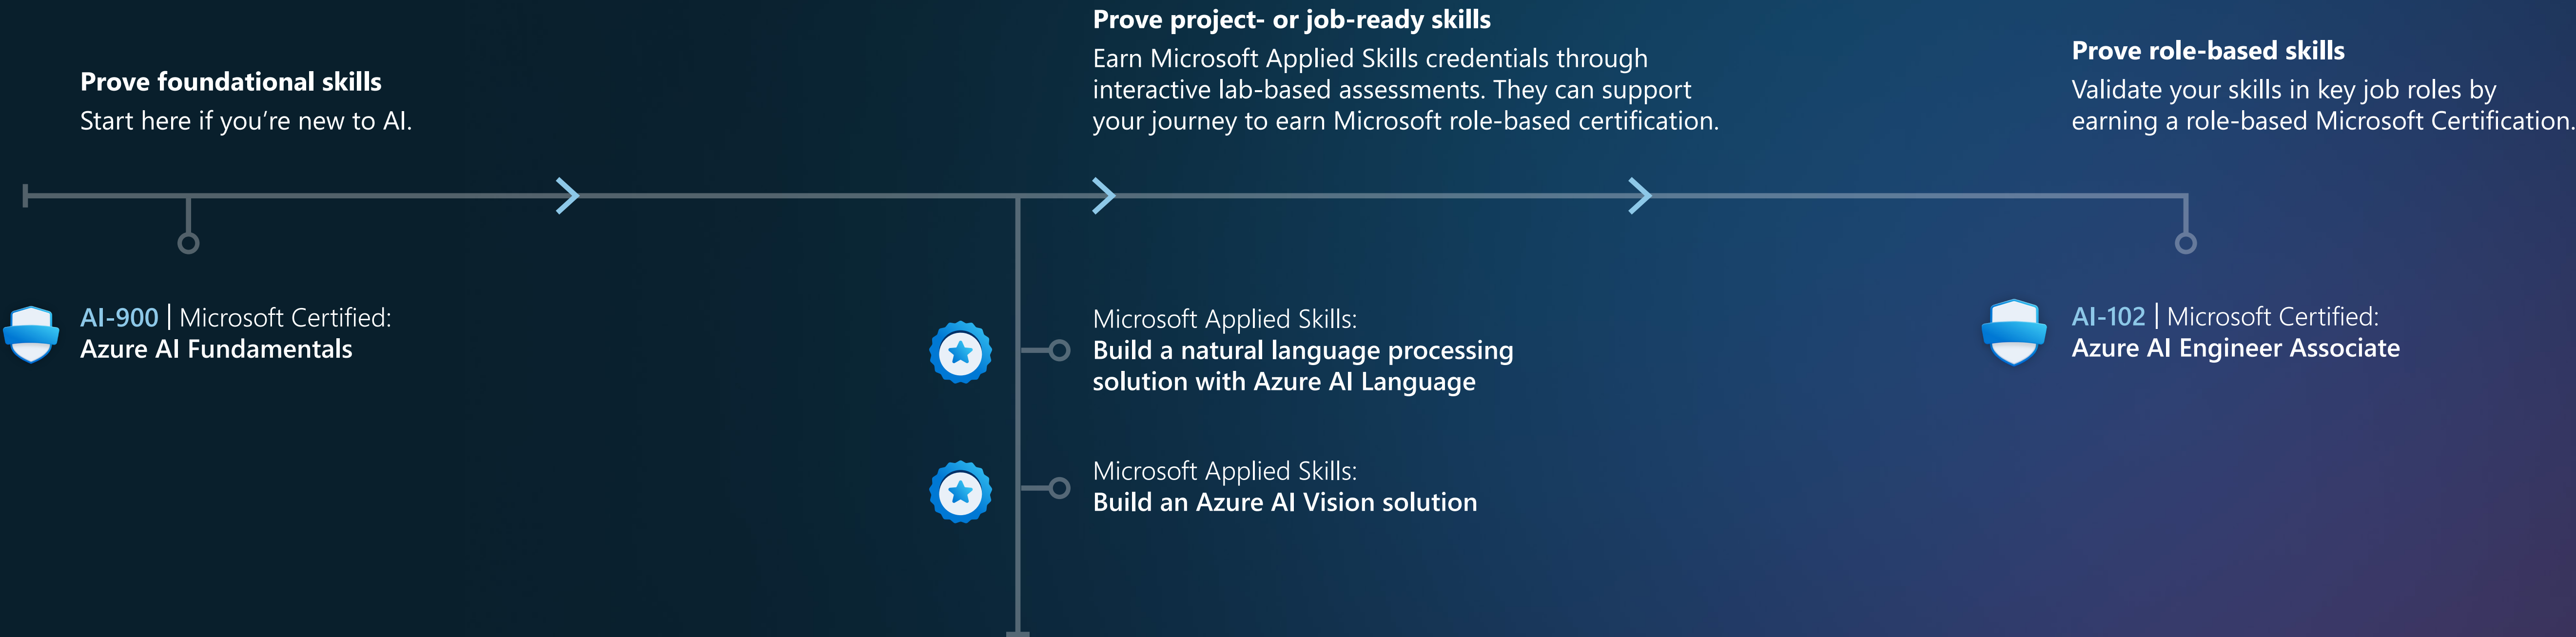 Prove foundational skills
Start here if you’re new to AI.
Prove project- or job-ready skills
Earn Microsoft Applied Skills credentials through
interactive lab-based assessments. They can support
your journey to earn Microsoft role-based certification.
Prove role-based skills
Validate your skills in key job roles by
earning a role-based Microsoft Certification.
AI-900 | Microsoft Certified:
Azure AI Fundamentals
Microsoft Applied Skills:
Build a natural language processing
solution with Azure AI Language
Microsoft Applied Skills:
Build an Azure AI Vision solution
AI-102 | Microsoft Certified:
Azure AI Engineer Associate